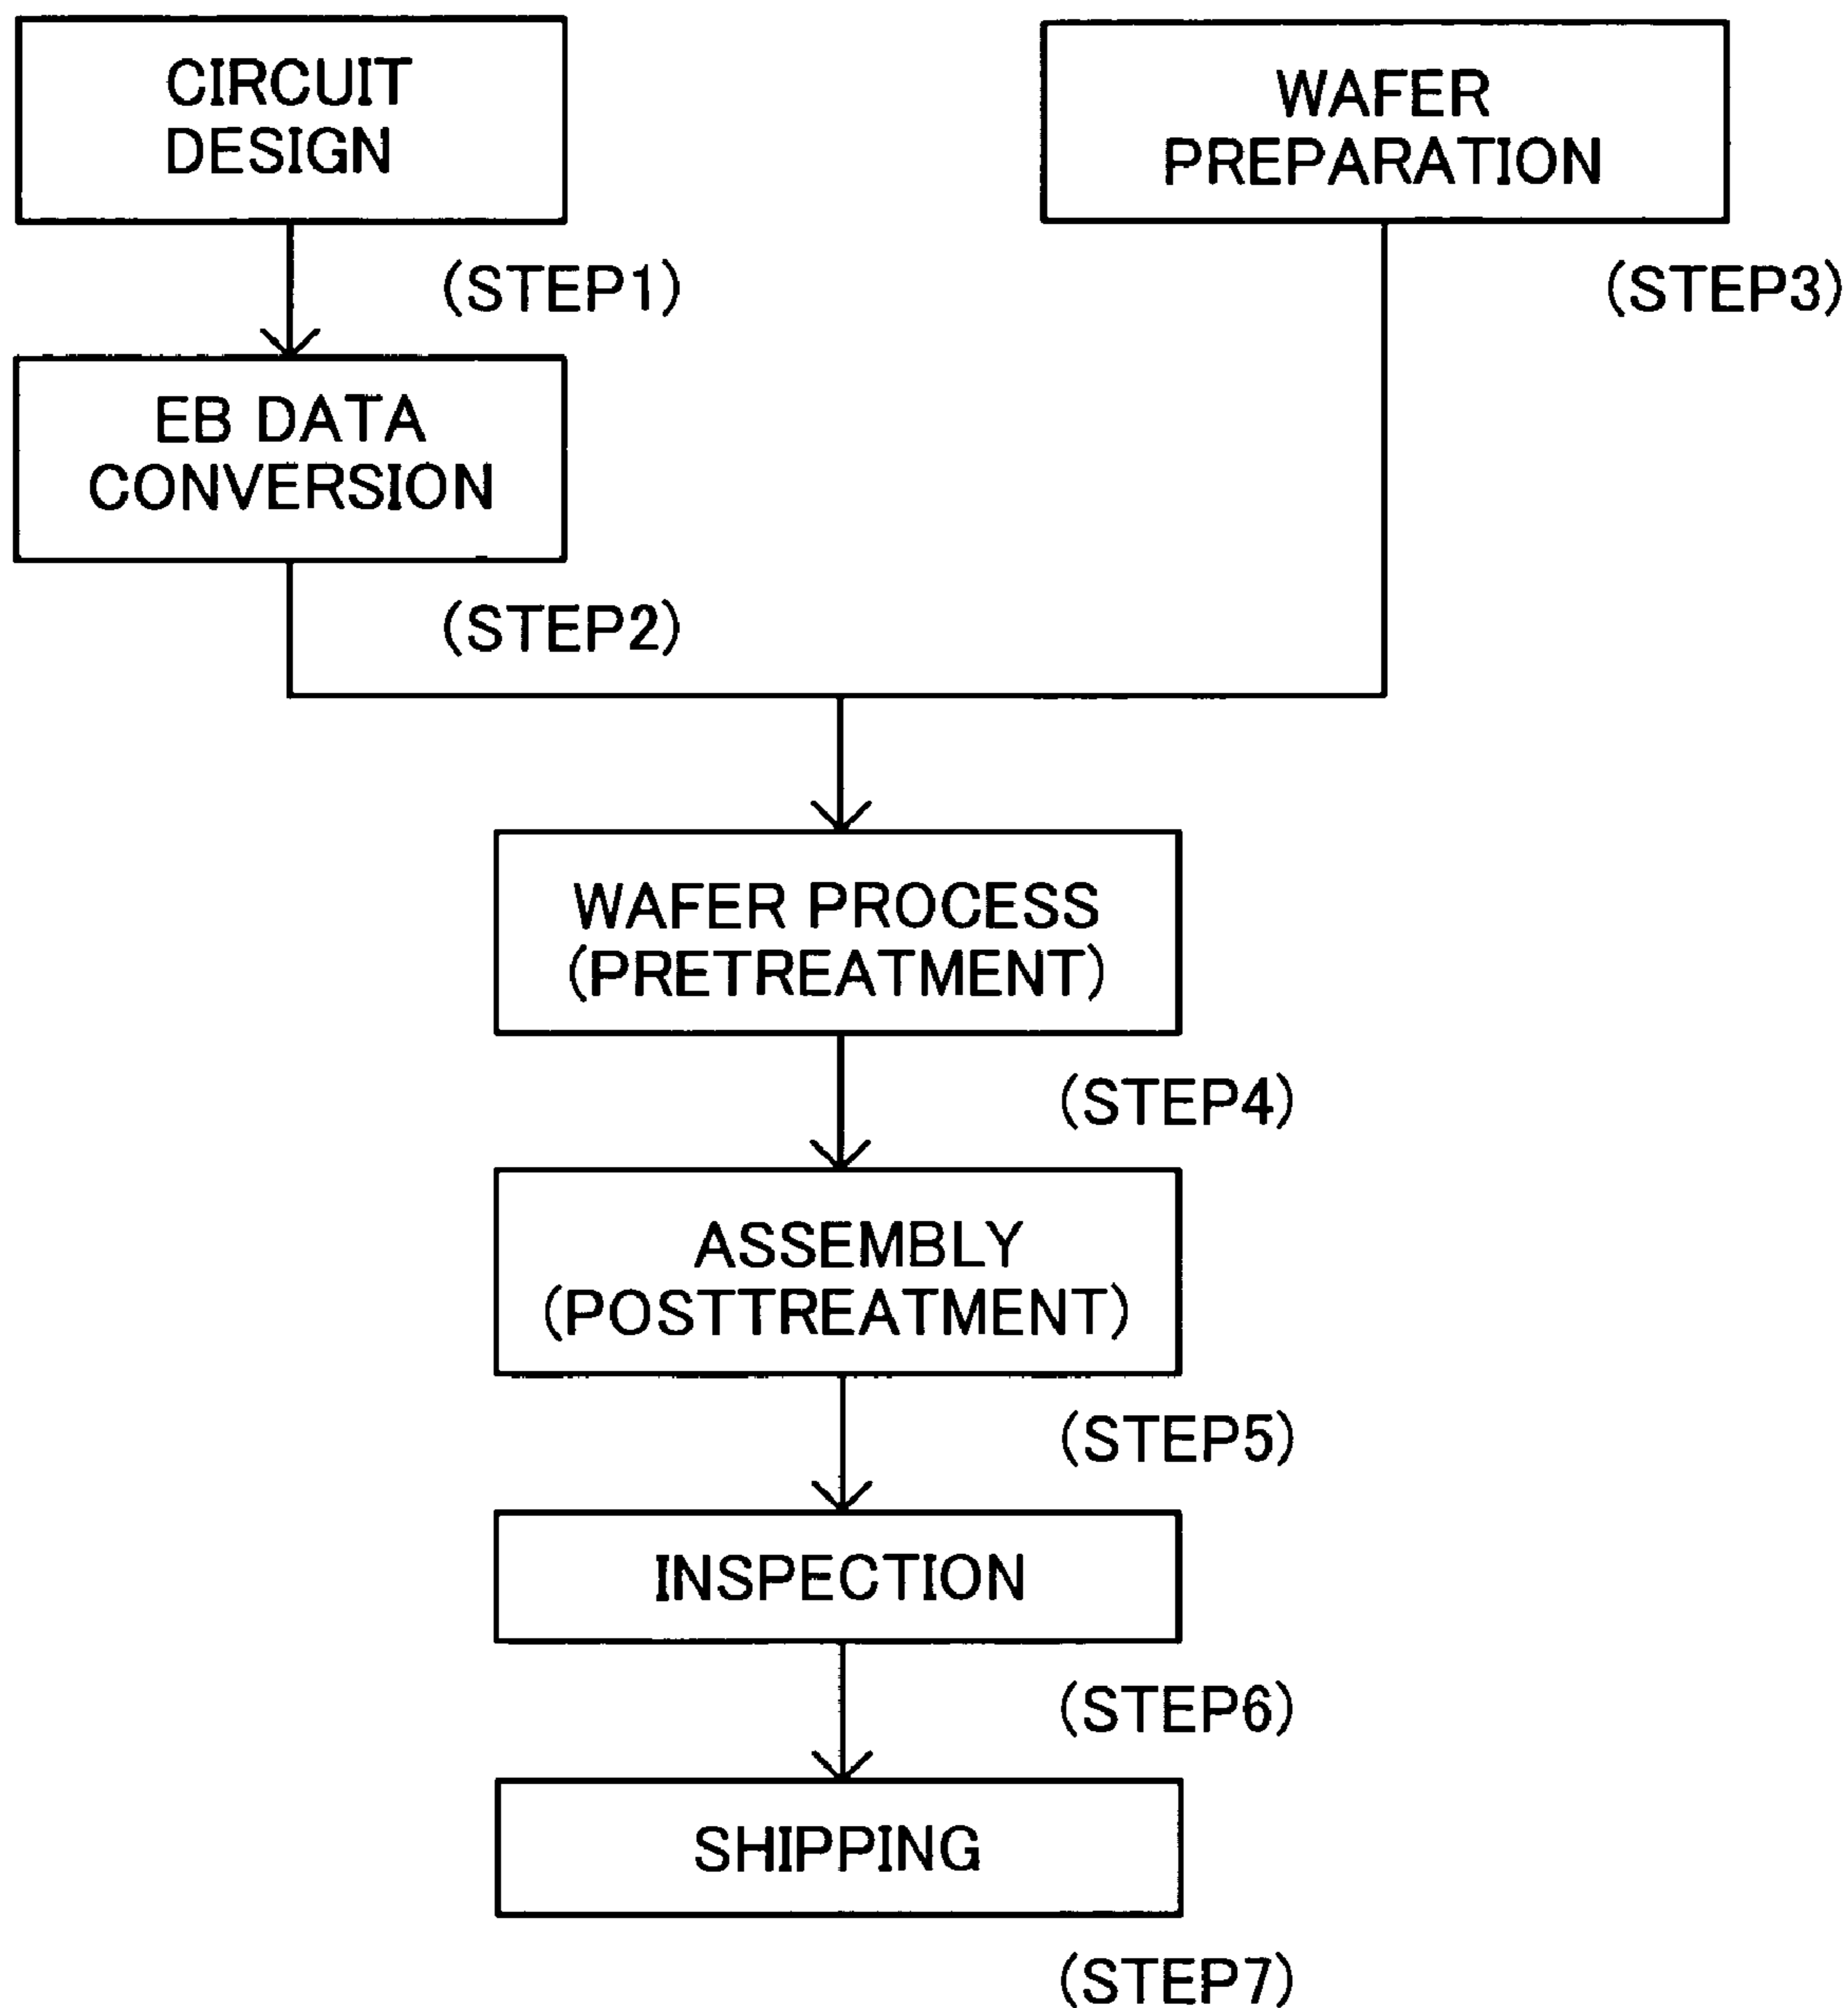 CIRCUIT
DESIGN
(STEP1)
WAFER
PREPARATION
(STEP3)
EB DATA
CONVERSION
(STEP2)
WAFER PROCESS
(PRETREATMENT)
(STEP4)
ASSEMBLY
(POSTTREATMENT)
(STEP5)
INSPECTION
(STEP6)
SHIPPING
(STEP7)